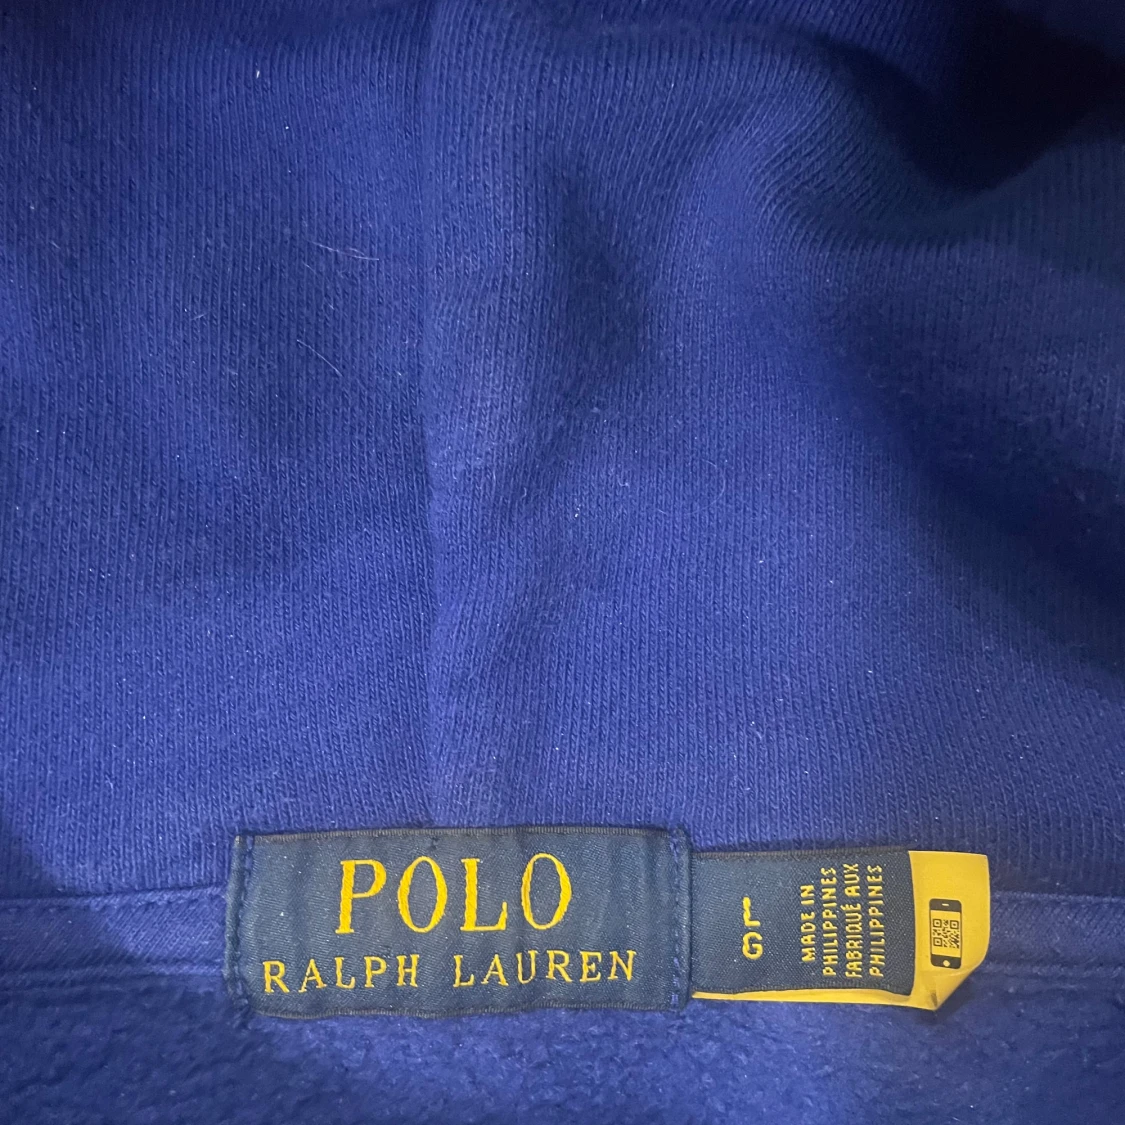 POLO
RALPH LAUREN
L
G
MADE IN
PHILIPPINES
FABRIQUÉ AUX
PHILIPPINES